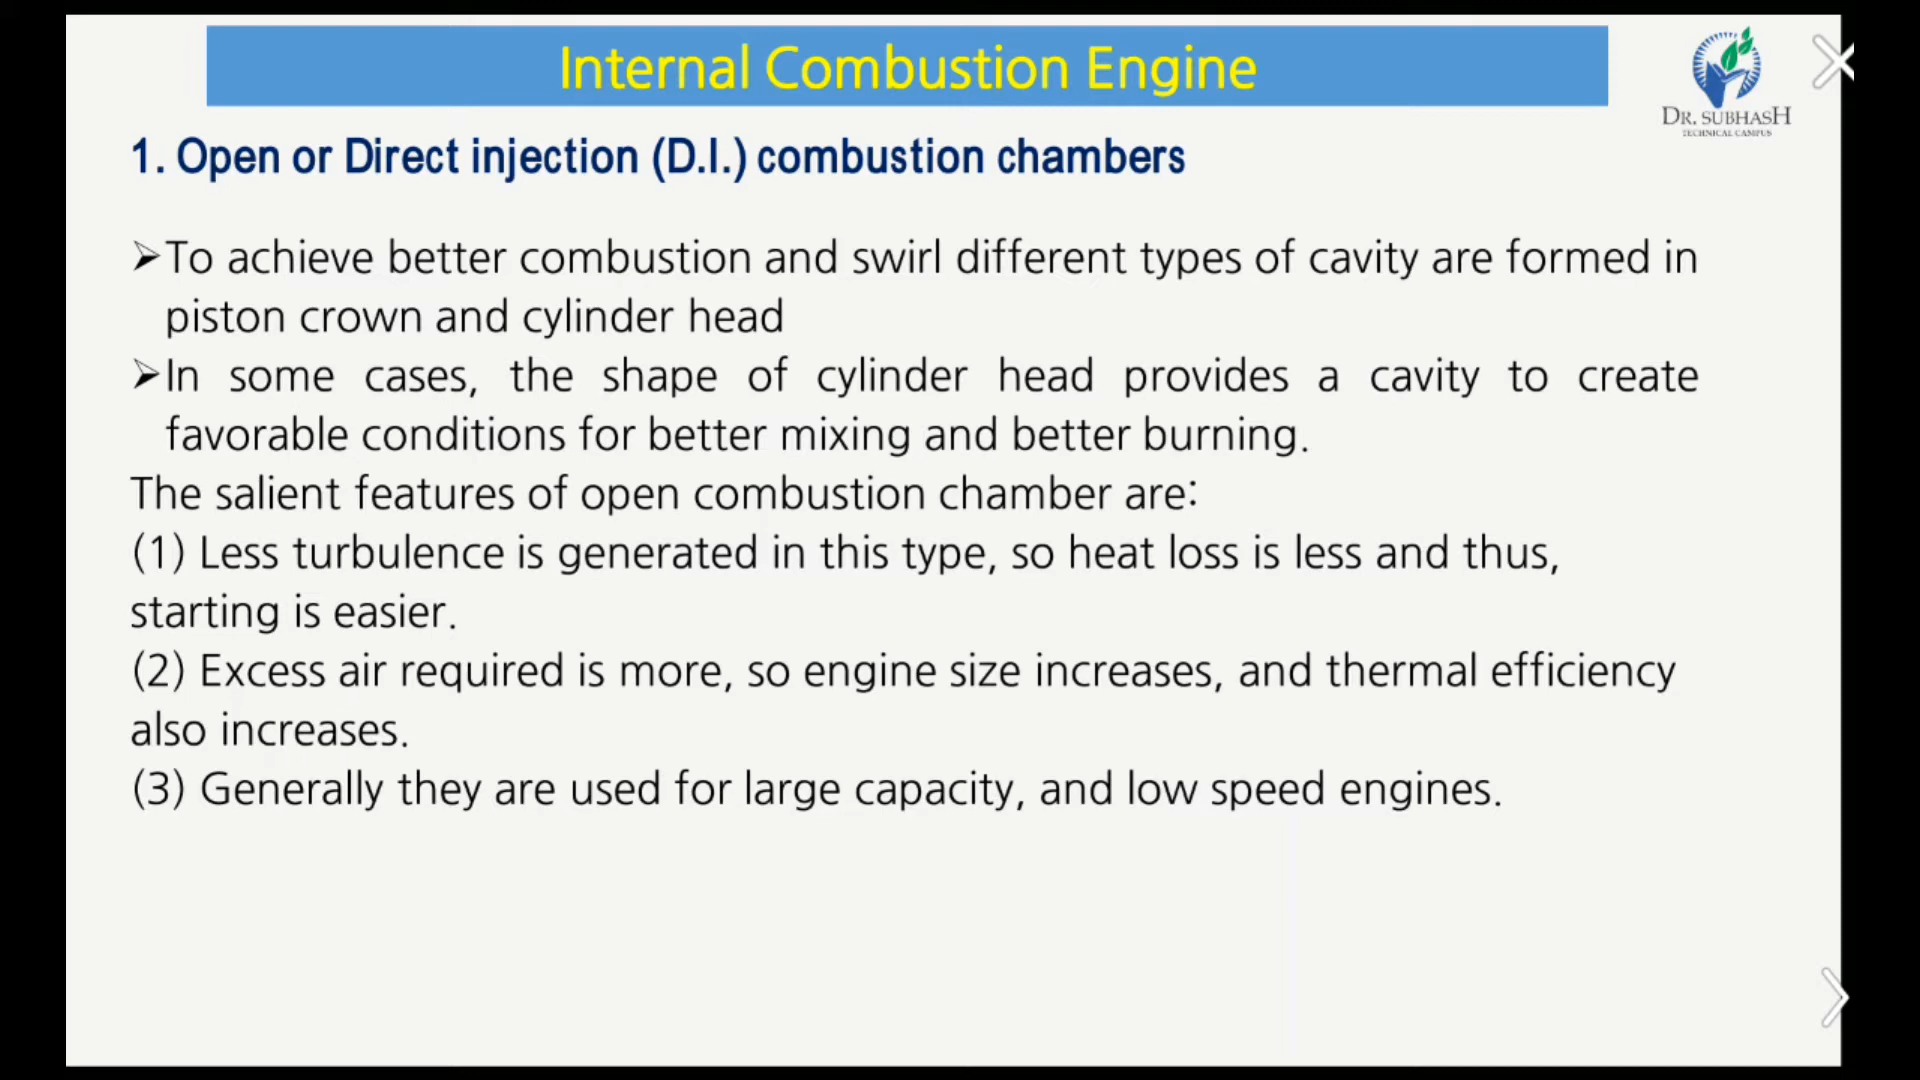 Internal Combustion Engine
DR. SUBHASH
TECHNICAL CAMPUS
1. Open or Direct injection (D.I.) combustion chambers
➢To achieve better combustion and swirl different types of cavity are formed in
piston crown and cylinder head
➢In some cases, the shape of cylinder head provides a cavity to create
favorable conditions for better mixing and better burning.
The salient features of open combustion chamber are:
(1) Less turbulence is generated in this type, so heat loss is less and thus,
starting is easier.
(2) Excess air required is more, so engine size increases, and thermal efficiency
also increases.
(3) Generally they are used for large capacity, and low speed engines.